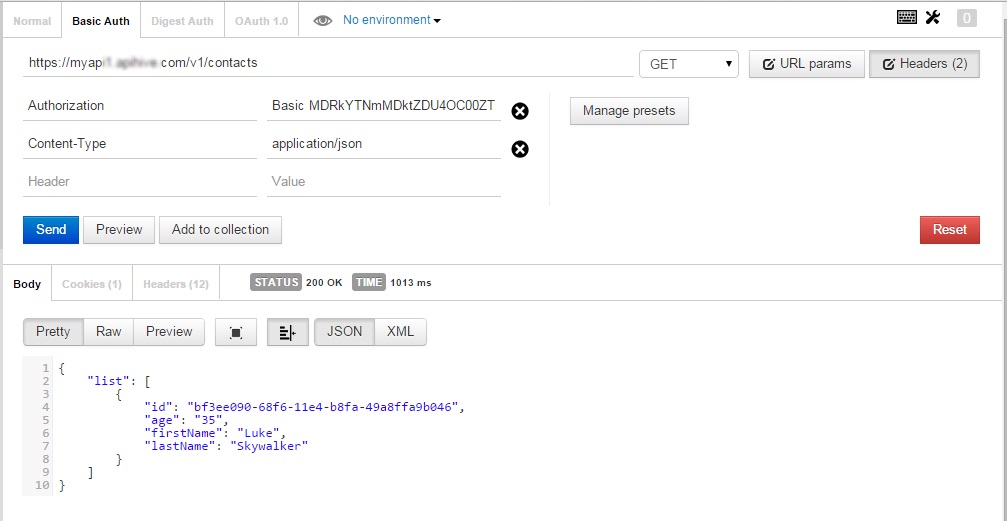 Normal Basic Auth Digest Auth OAuth 1.0 No environment 0
https://myapi1.apihive.com/v1/contacts GET URL params Headers (2)
Authorization Basic MDRkYTNmMDktZDU4OC00ZT Manage presets
Content-Type application/json
Header Value
Send Preview Add to collection Reset
Body Cookies (1) Headers (12) STATUS 200 OK TIME 1013 ms
Pretty Raw Preview JSON XML
1 {
2 "list": [
3 {
4 "id": "bf3ee090-68f6-11e4-b8fa-49a8ffa9b046",
5 "age": "35",
6 "firstName": "Luke",
7 "lastName": "Skywalker"
8 }
9 ]
10 }